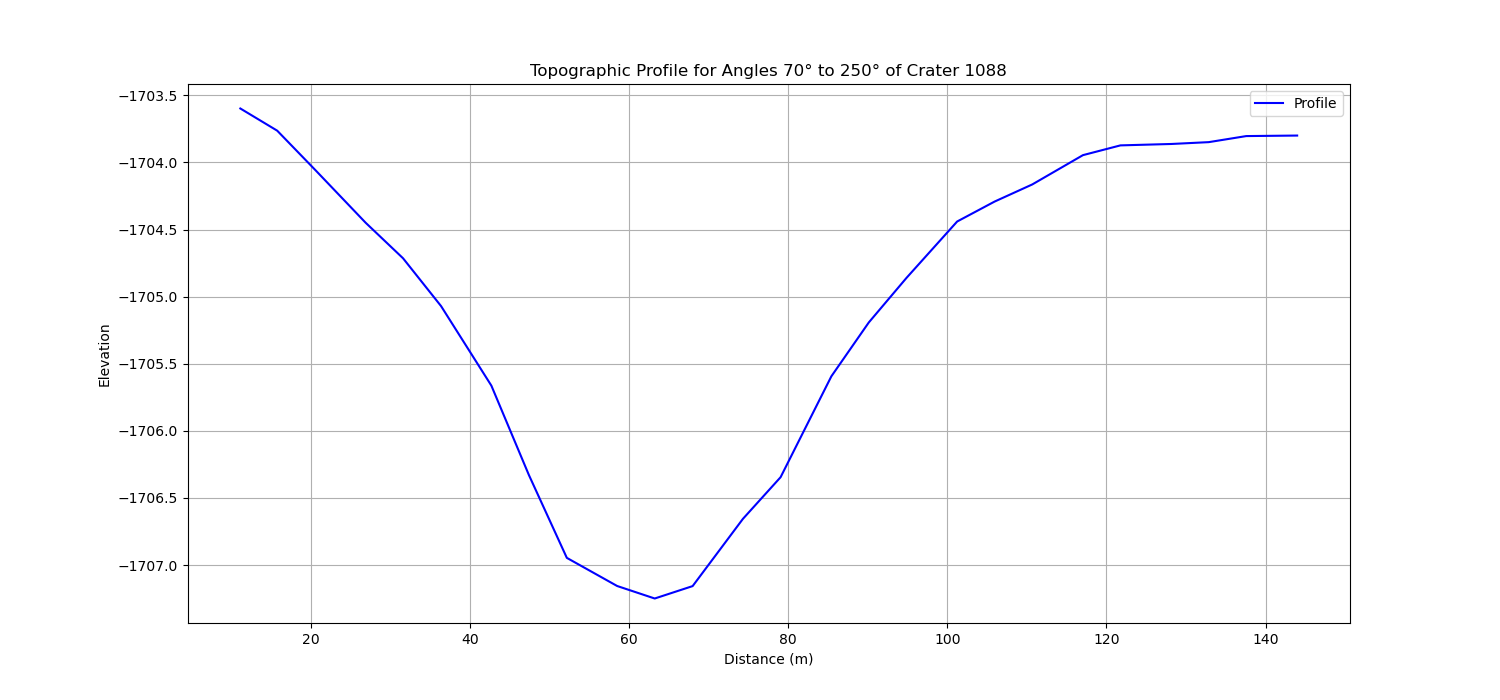 Topographic Profile for Angles 70° to 250° of Crater 1088
Profile
−1703.5
−1704.0
−1704.5
−1705.0
−1705.5
−1706.0
−1706.5
−1707.0
Elevation
20 40 60 80 100 120 140
Distance (m)